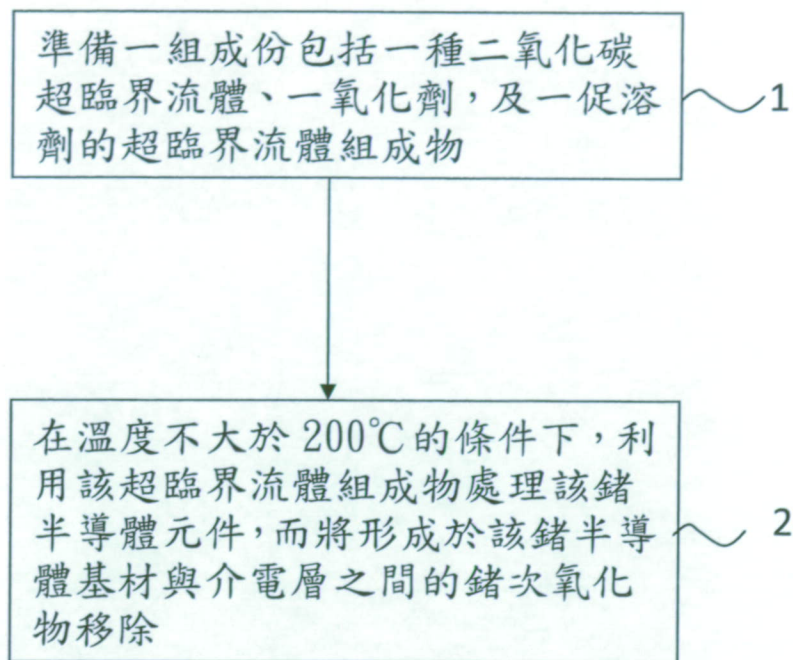 準備一組成份包括一種二氧化碳
超臨界流體、一氧化劑，及一促溶
劑的超臨界流體組成物
1
在溫度不大於200℃的條件下，利
用該超臨界流體組成物處理該鍺
半導體元件，而將形成於該鍺半導
體基材與介電層之間的鍺次氧化
物移除
2